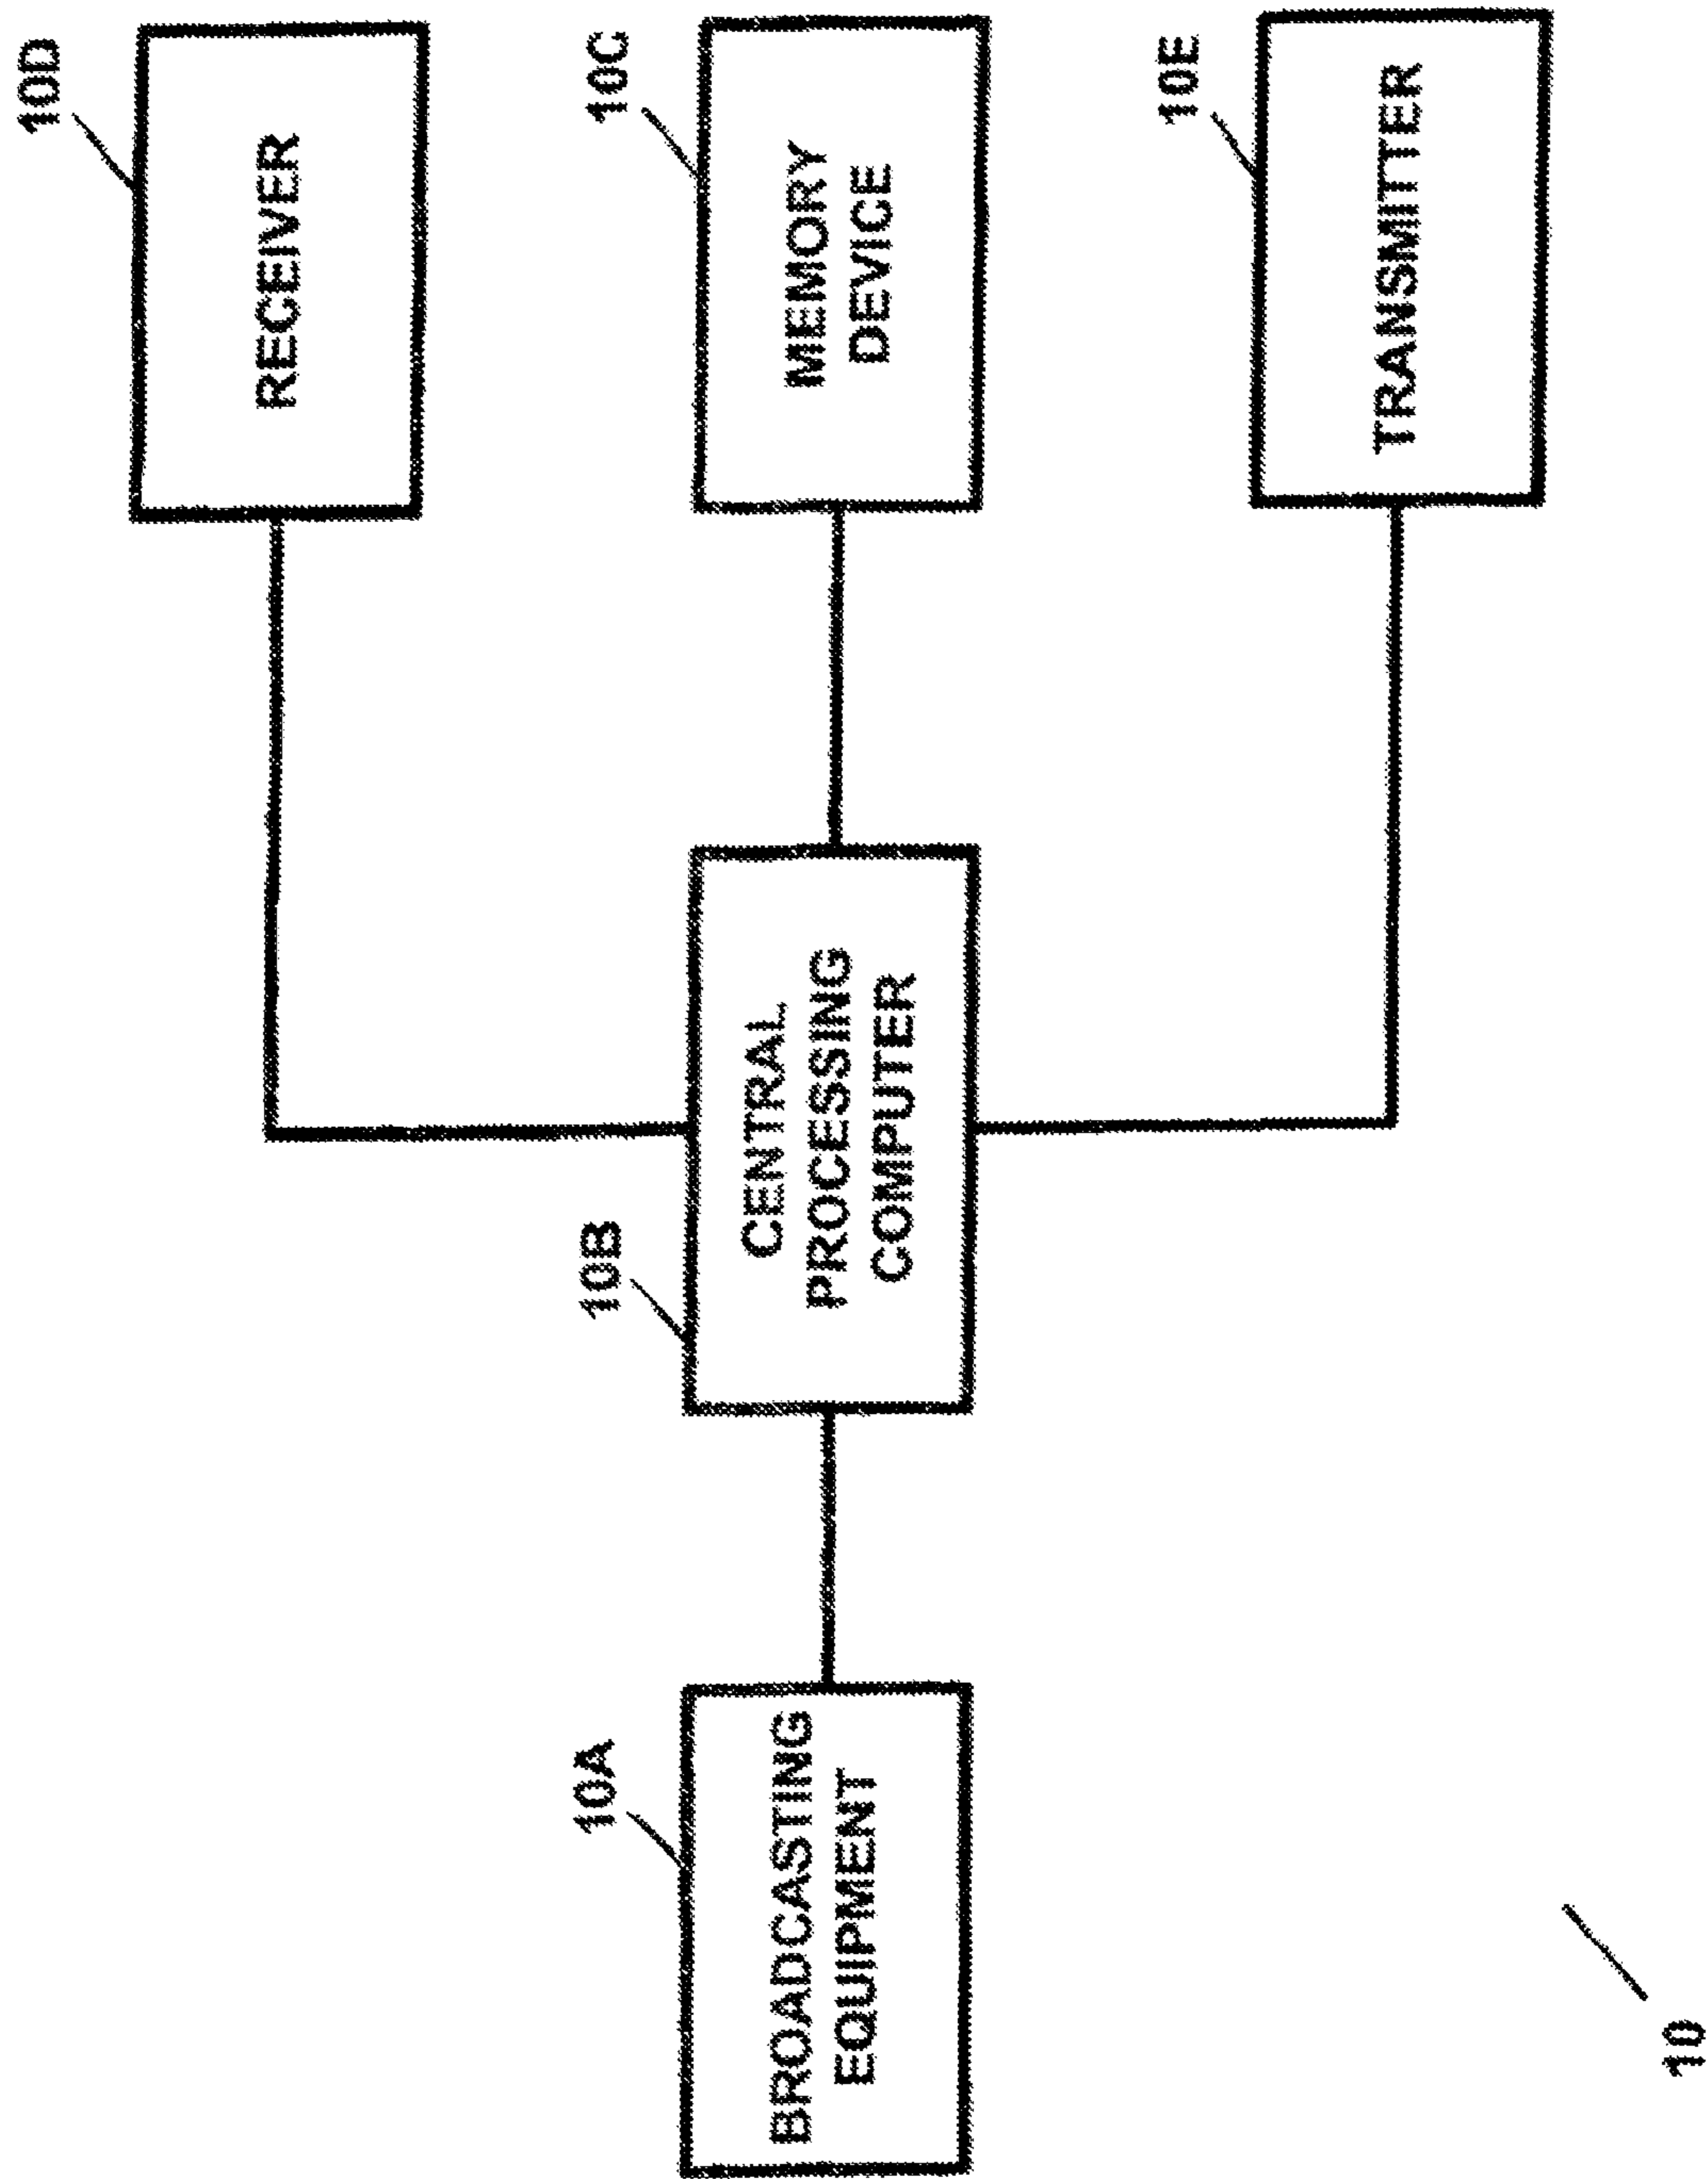 10D
RECEIVER
10A
BROADCASTING
EQUIPMENT
10B
CENTRAL
PROCESSING
COMPUTER
10C
MEMORY
DEVICE
10E
TRANSMITTER
10